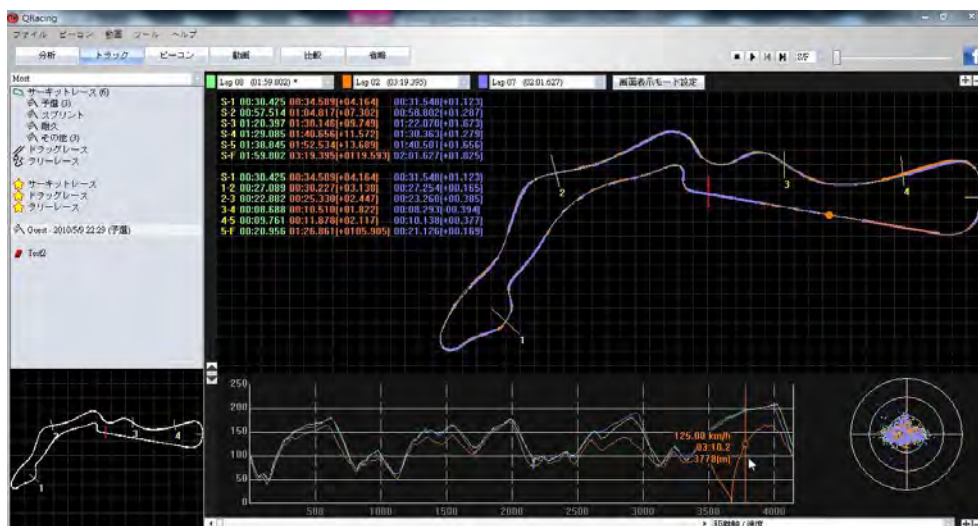 QRacing
ファイル ビーコン 動画 ツール ヘルプ
分析 トラック ビーコン 動画 比較 省略 S/F
Most
サーキットレース (6)
予選 (3)
スプリント
耐久
その他 (3)
ドラッグレース
ラリーレース
サーキットレース
ドラッグレース
ラリーレース
Guest - 2010/5/9 22:29 (予選)
Test2
Lap 08 (01:59.802) * Lap 02 (03:19.395) Lap 07 (02:01.627) 画面表示モード設定
S-1 00:30.425 00:34.589(+04.164) 00:31.548(+01.123)
S-2 00:57.514 01:04.817(+07.302) 00:58.802(+01.287)
S-3 01:20.397 01:30.146(+09.749) 01:22.070(+01.673)
S-4 01:29.085 01:40.656(+11.572) 01:30.363(+01.279)
S-5 01:38.845 01:52.534(+13.689) 01:40.501(+01.656)
S-F 01:59.802 03:19.395(+0119.593) 02:01.627(+01.825)
S-1 00:30.425 00:34.589(+04.164) 00:31.548(+01.123)
1-2 00:27.089 00:30.227(+03.138) 00:27.254(+00.165)
2-3 00:22.882 00:25.330(+02.447) 00:23.268(+00.385)
3-4 00:08.688 00:10.510(+01.822) 00:08.293(-00.394)
4-5 00:09.761 00:11.878(+02.117) 00:10.138(+00.377)
5-F 00:20.956 01:26.861(+0105.905) 00:21.126(+00.169)
2
3
4
1
250
200
150
100
50
0
125.00 km/h
03:10.2
3778(m)
500 1000 1500 2000 2500 3000 3500 4000
距離軸 / 速度
3 4
1